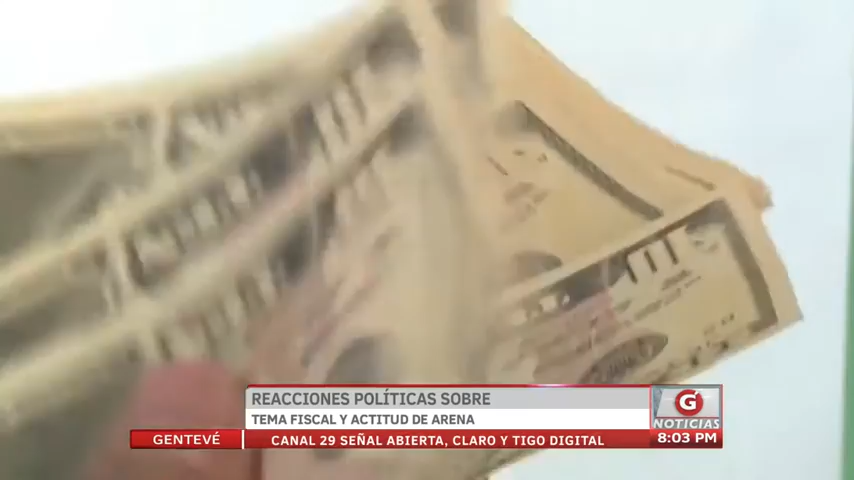 REACCIONES POLÍTICAS SOBRE
TEMA FISCAL Y ACTITUD DE ARENA
G
NOTICIAS
GENTEVÉ
CANAL 29 SEÑAL ABIERTA, CLARO Y TIGO DIGITAL
8:03 PM